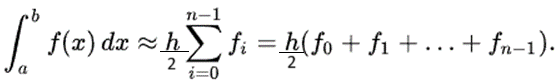 ∫_a^b f(x) dx ≈ h/2 ∑_{i=0}^{n−1} f_i = h/2 (f_0 + f_1 + … + f_{n−1}).